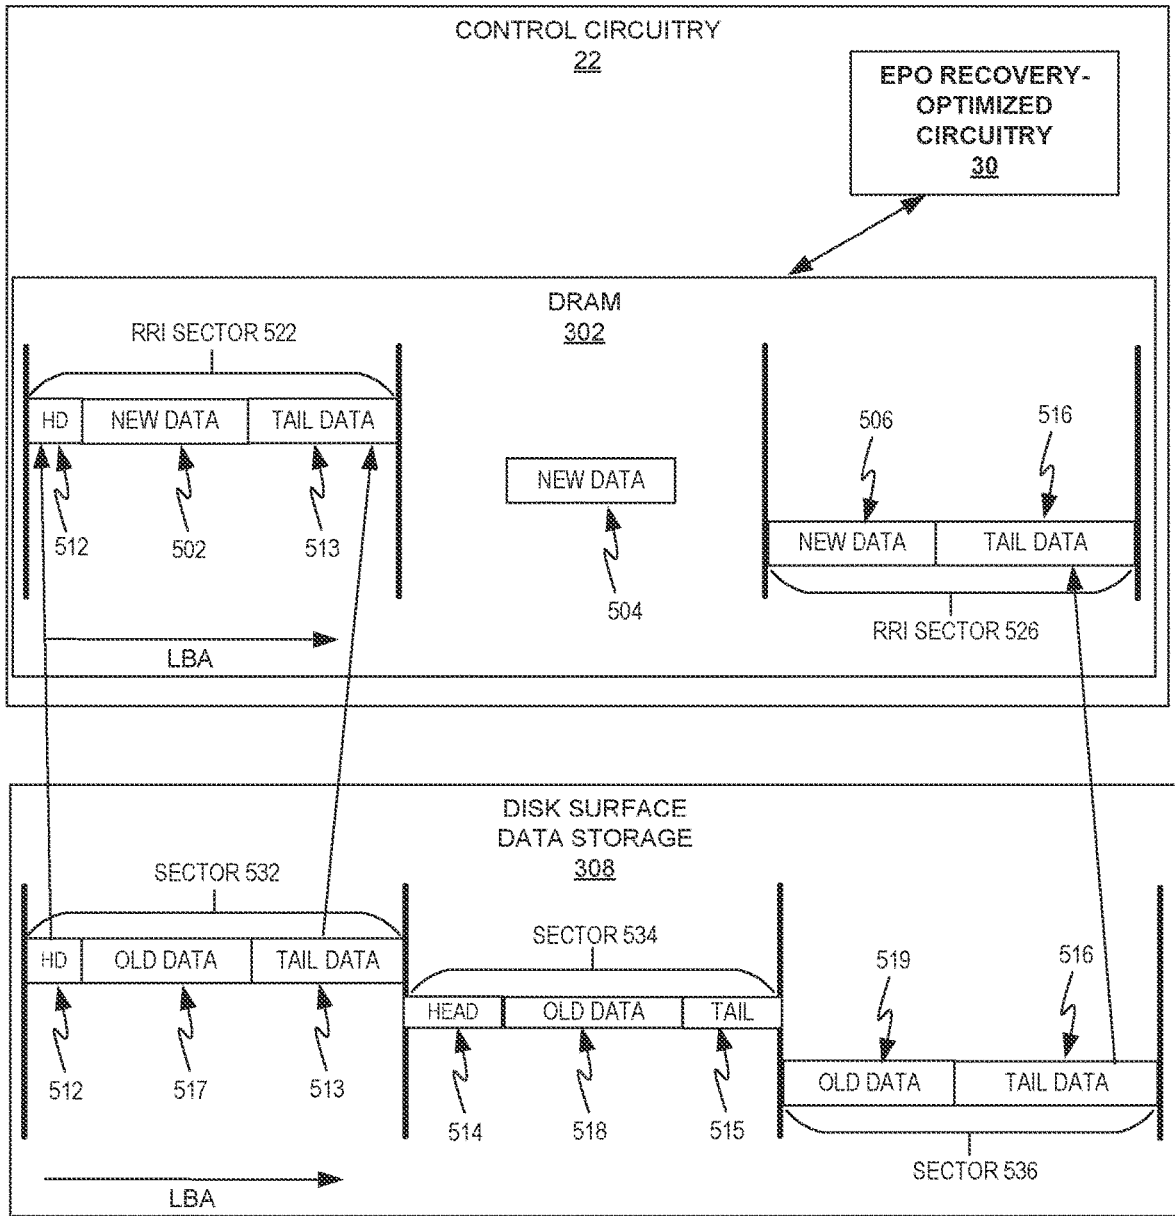 CONTROL CIRCUITRY
22
EPO RECOVERY-
OPTIMIZED
CIRCUITRY
30
DRAM
302
RRI SECTOR 522
HD NEW DATA TAIL DATA
512 502 513
NEW DATA
504
506 516
NEW DATA TAIL DATA
RRI SECTOR 526
LBA
DISK SURFACE
DATA STORAGE
308
SECTOR 532
HD OLD DATA TAIL DATA
512 517 513
SECTOR 534
HEAD OLD DATA TAIL
514 518 515
519 516
OLD DATA TAIL DATA
SECTOR 536
LBA